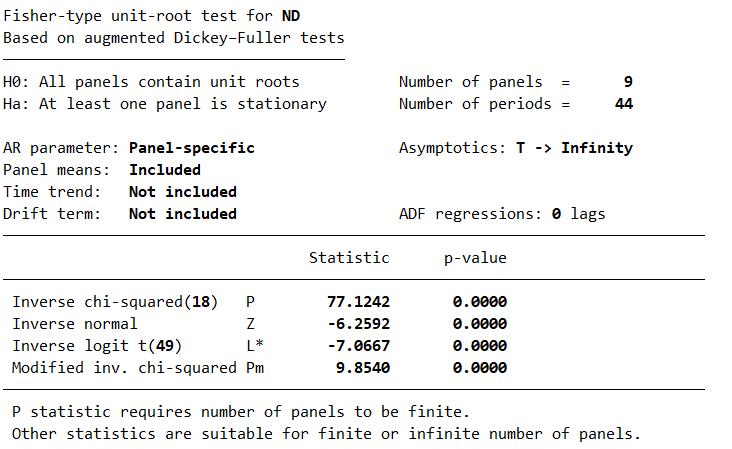 Fisher-type unit-root test for ND
Based on augmented Dickey–Fuller tests
H0: All panels contain unit roots Number of panels = 9
Ha: At least one panel is stationary Number of periods = 44
AR parameter: Panel-specific Asymptotics: T -> Infinity
Panel means: Included
Time trend: Not included
Drift term: Not included ADF regressions: 0 lags
Statistic p-value
Inverse chi-squared(18) P 77.1242 0.0000
Inverse normal Z -6.2592 0.0000
Inverse logit t(49) L* -7.0667 0.0000
Modified inv. chi-squared Pm 9.8540 0.0000
P statistic requires number of panels to be finite.
Other statistics are suitable for finite or infinite number of panels.